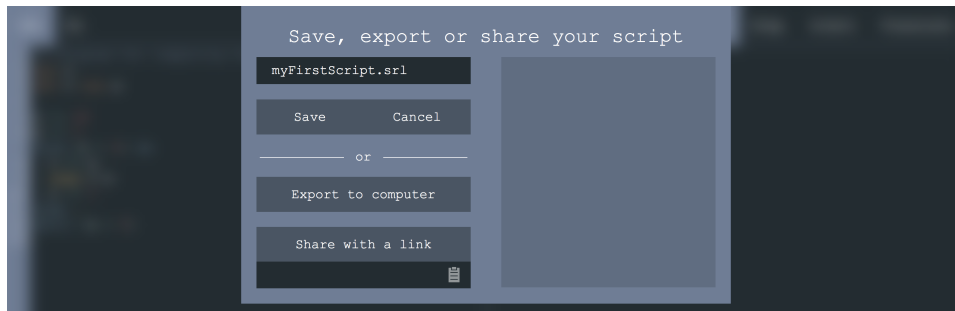 Save, export or share your script
myFirstScript.srl
Save Cancel
or
Export to computer
Share with a link